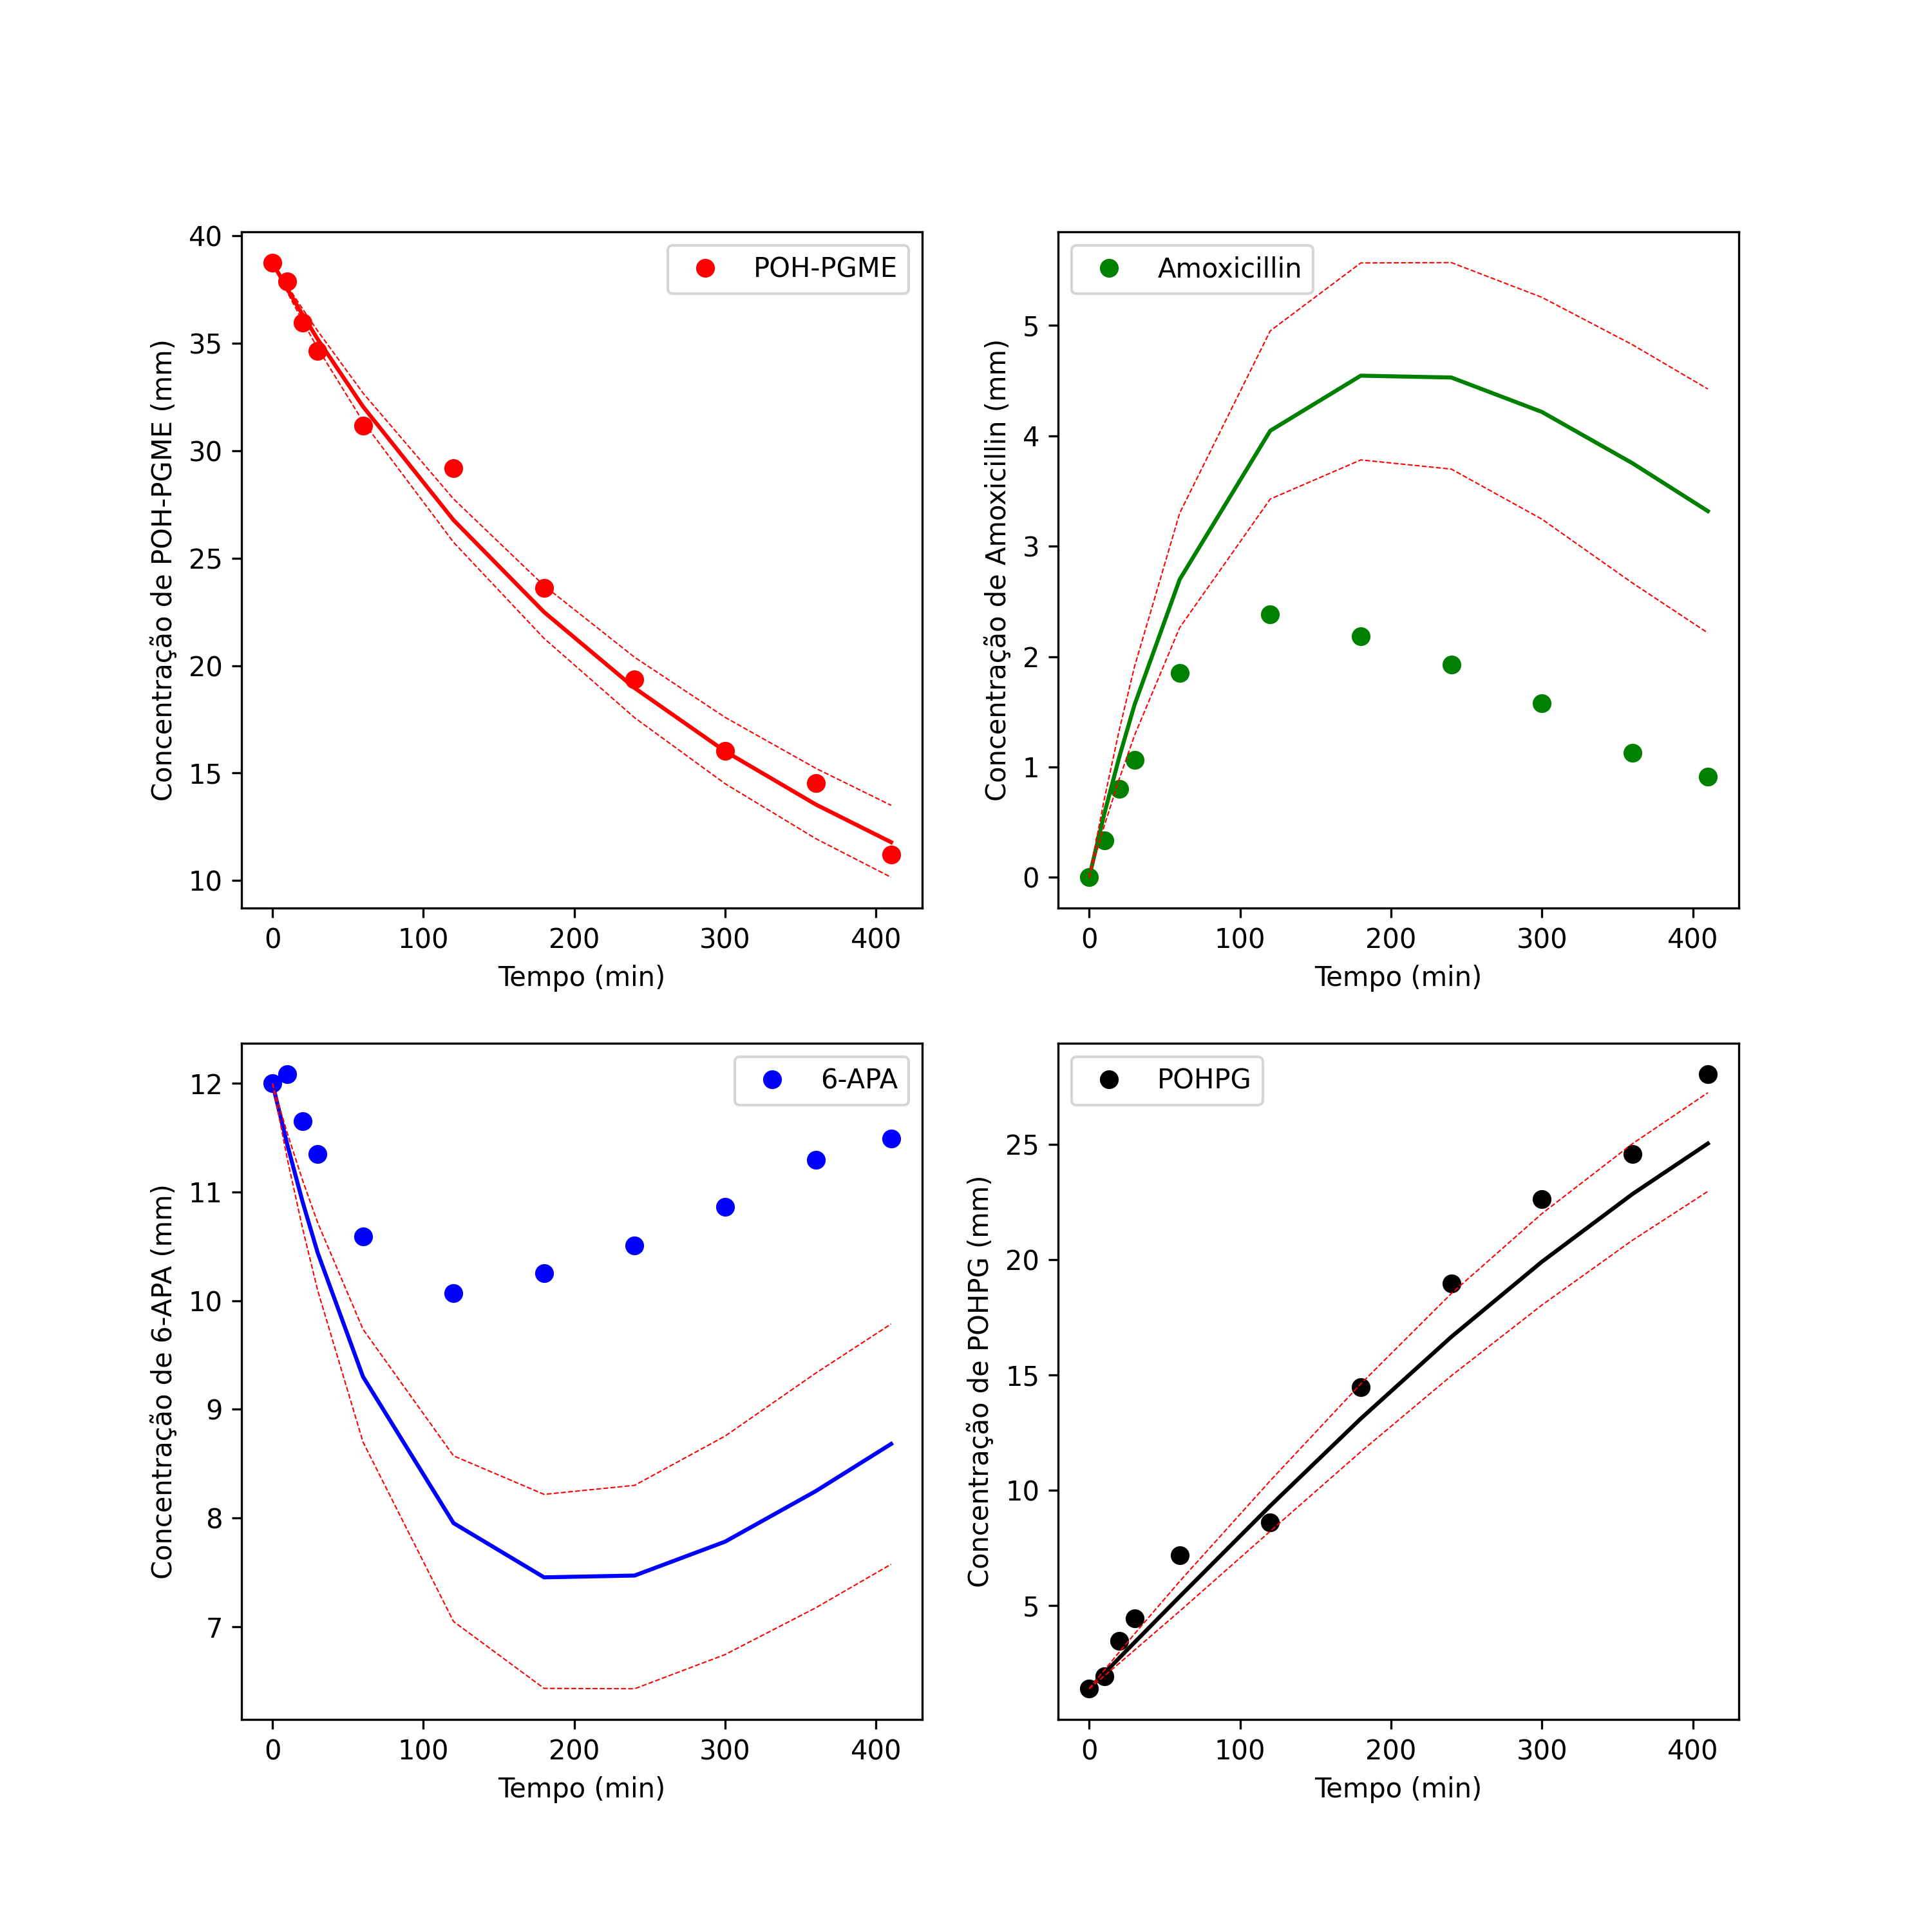 POH-PGME
Concentração de POH-PGME (mm)
40
35
30
25
20
15
10
0 100 200 300 400
Tempo (min)
Amoxicillin
Concentração de Amoxicillin (mm)
5
4
3
2
1
0
0 100 200 300 400
Tempo (min)
6-APA
Concentração de 6-APA (mm)
12
11
10
9
8
7
0 100 200 300 400
Tempo (min)
POHPG
Concentração de POHPG (mm)
25
20
15
10
5
0 100 200 300 400
Tempo (min)